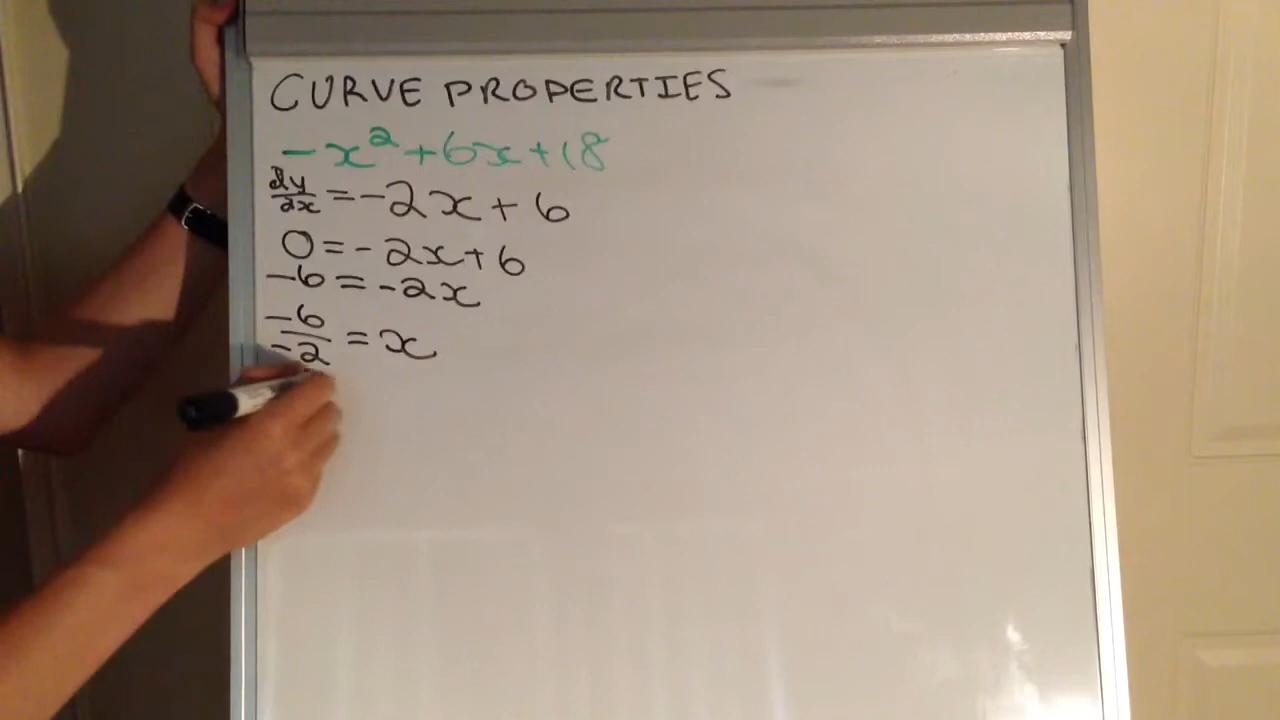 CURVE PROPERTIES
-x²+6x+18
dy/dx=-2x+6
0=-2x+6
-6=-2x
-6/-2=x